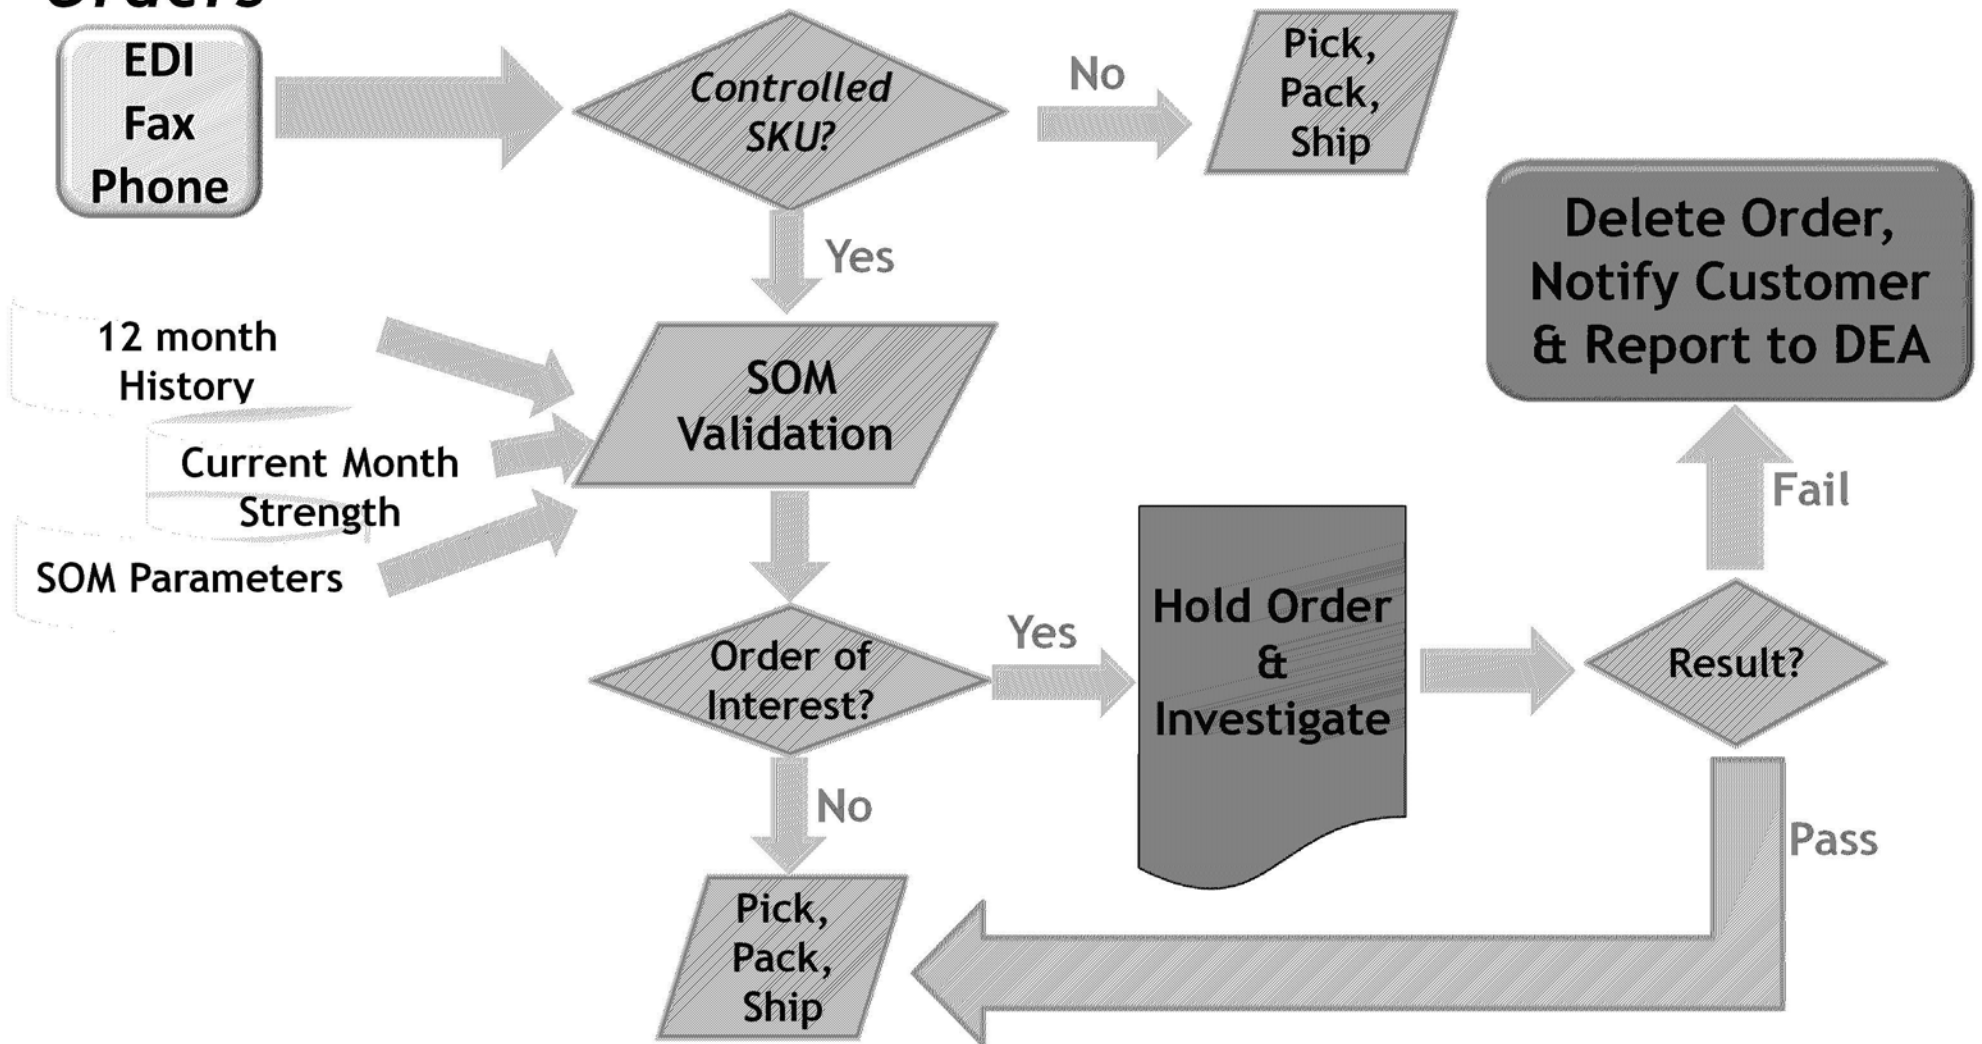 Orders
EDI
Fax
Phone
Controlled
SKU?
No
Pick,
Pack,
Ship
Yes
Delete Order,
Notify Customer
& Report to DEA
12 month
History
Current Month
Strength
SOM Parameters
SOM
Validation
Fail
Order of
Interest?
Yes
Hold Order
&
Investigate
Result?
No
Pass
Pick,
Pack,
Ship